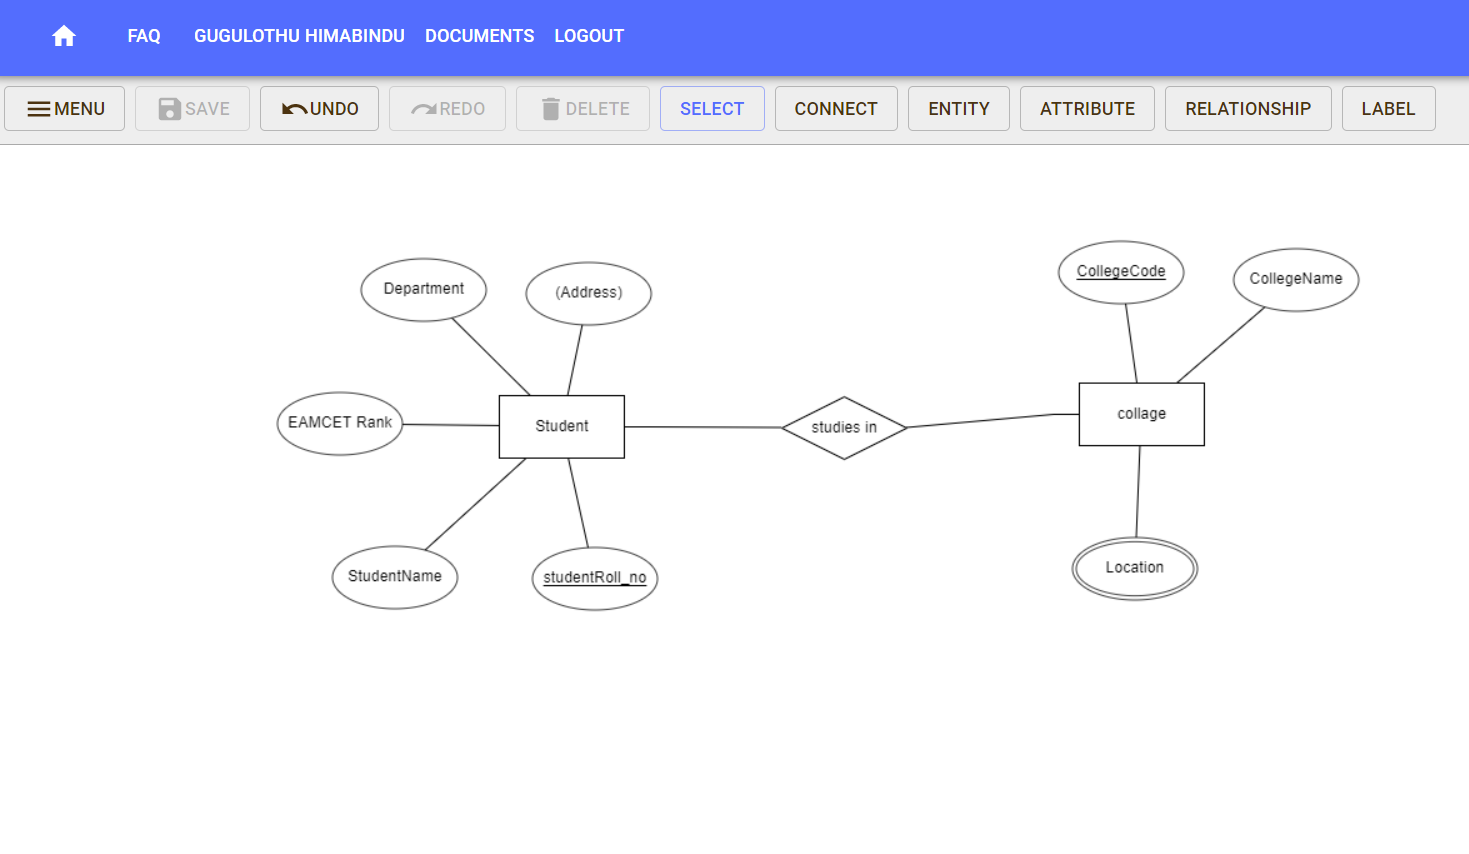 FAQ GUGULOTHU HIMABINDU DOCUMENTS LOGOUT
MENU SAVE UNDO REDO DELETE SELECT CONNECT ENTITY ATTRIBUTE RELATIONSHIP LABEL
Department
(Address)
EAMCET Rank
Student
StudentName
studentRoll_no
studies in
CollegeCode
CollegeName
collage
Location